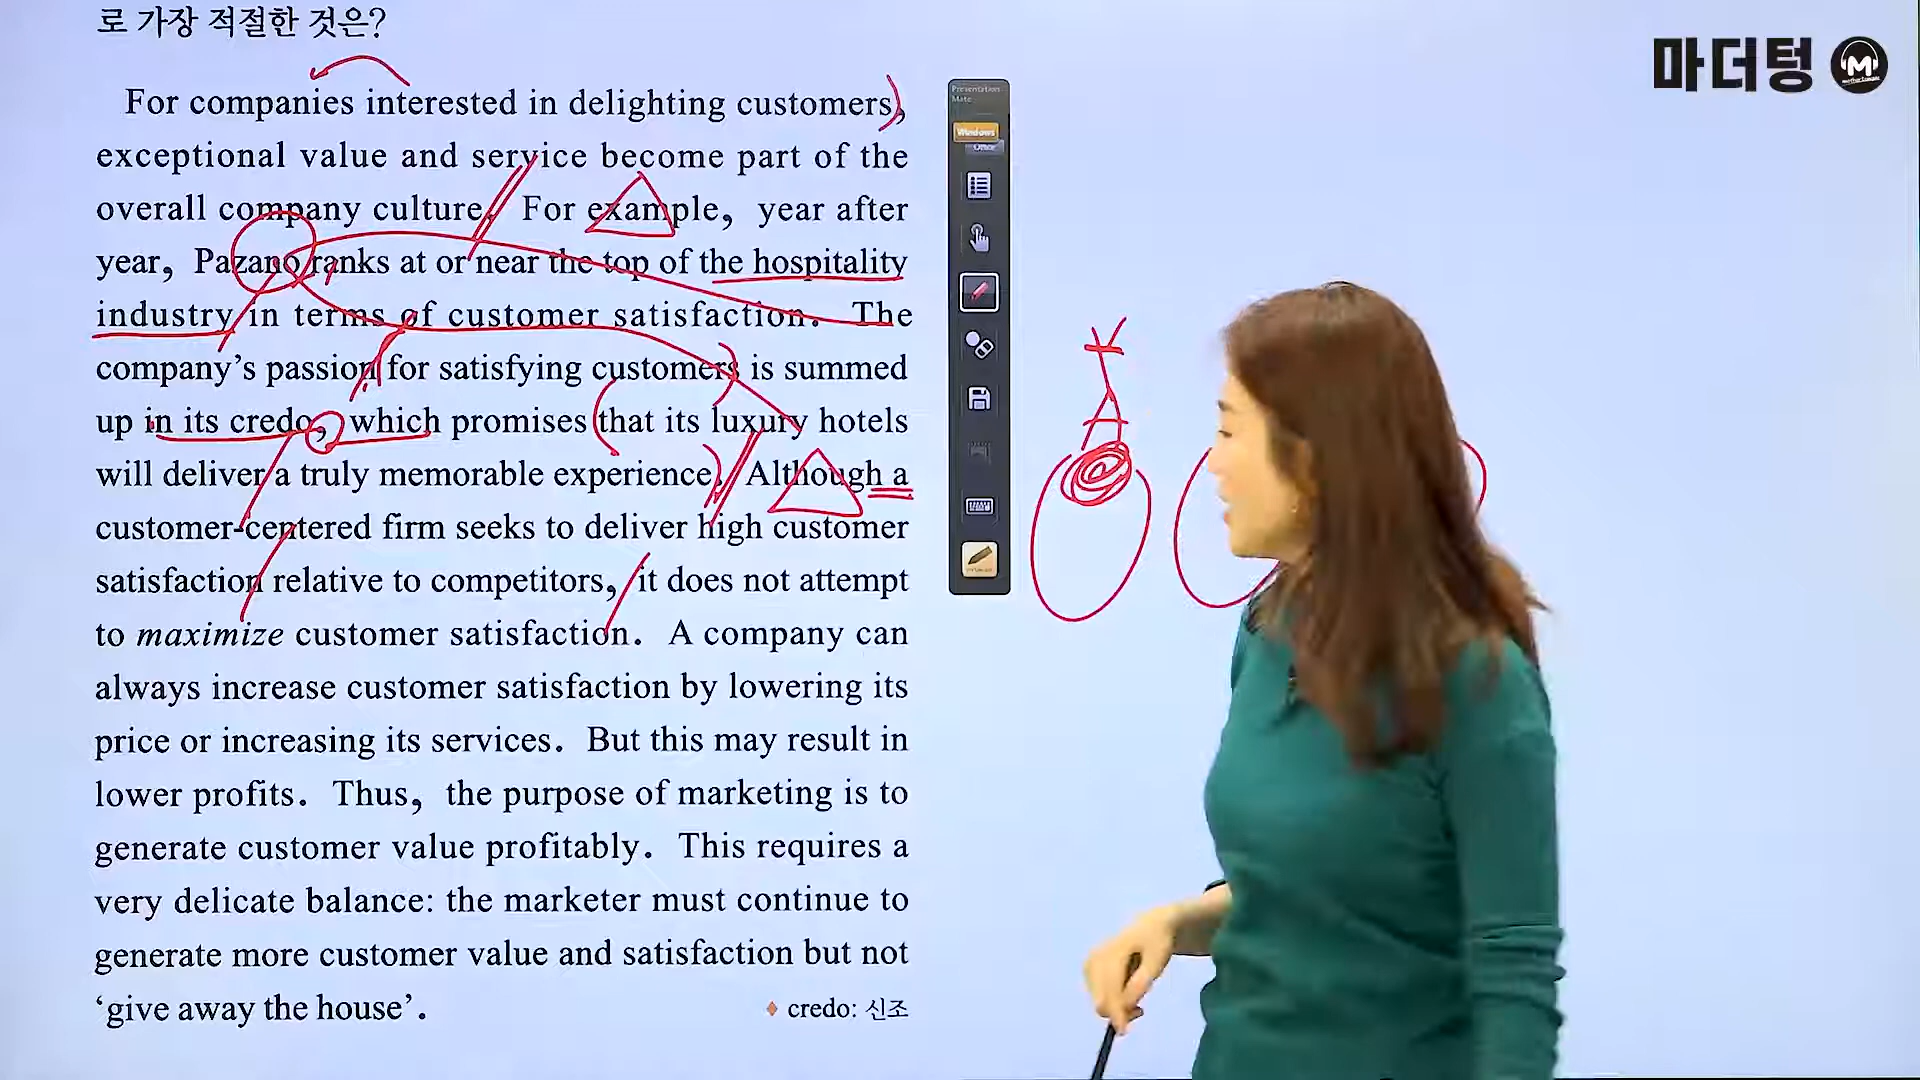 로 가장 적절한 것은?
마더텅
M
For companies interested in delighting customers,
exceptional value and service become part of the
overall company culture. For example, year after
year, Pazano ranks at or near the top of the hospitality
industry in terms of customer satisfaction. The
company's passion for satisfying customers is summed
up in its credo, which promises that its luxury hotels
will deliver a truly memorable experience. Although a
customer-centered firm seeks to deliver high customer
satisfaction relative to competitors, it does not attempt
to maximize customer satisfaction. A company can
always increase customer satisfaction by lowering its
price or increasing its services. But this may result in
lower profits. Thus, the purpose of marketing is to
generate customer value profitably. This requires a
very delicate balance: the marketer must continue to
generate more customer value and satisfaction but not
‘give away the house’.
♦ credo: 신조
Presentation
Mate
Windows
Office